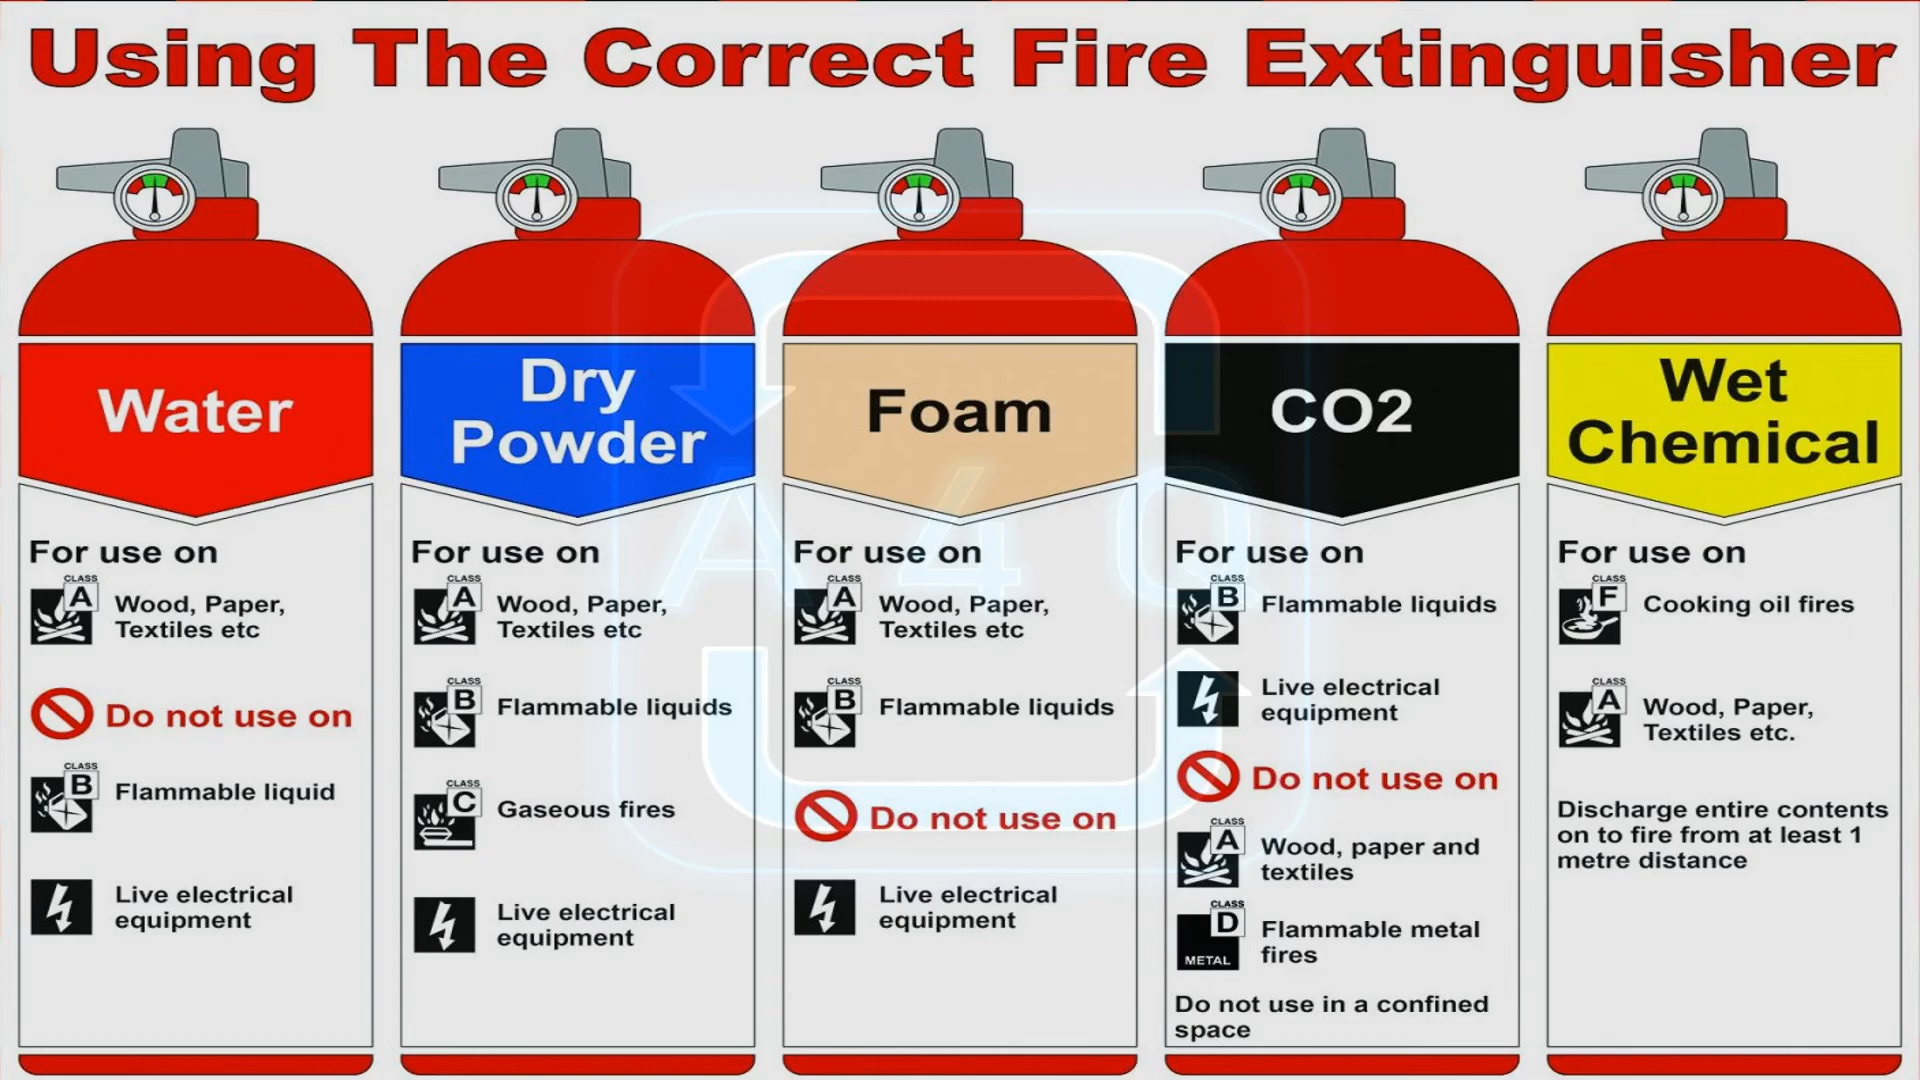 Using The Correct Fire Extinguisher
Water
For use on
CLASS
A
Wood, Paper,
Textiles etc
Do not use on
CLASS
B
Flammable liquid
Live electrical
equipment
Dry
Powder
For use on
CLASS
A
Wood, Paper,
Textiles etc
CLASS
B
Flammable liquids
CLASS
C
Gaseous fires
Live electrical
equipment
Foam
For use on
CLASS
A
Wood, Paper,
Textiles etc
CLASS
B
Flammable liquids
Do not use on
Live electrical
equipment
CO2
For use on
CLASS
B
Flammable liquids
Live electrical
equipment
Do not use on
CLASS
A
Wood, paper and
textiles
CLASS
D
METAL
Flammable metal
fires
Do not use in a confined
space
Wet
Chemical
For use on
CLASS
F
Cooking oil fires
CLASS
A
Wood, Paper,
Textiles etc.
Discharge entire contents
on to fire from at least 1
metre distance
A4Q